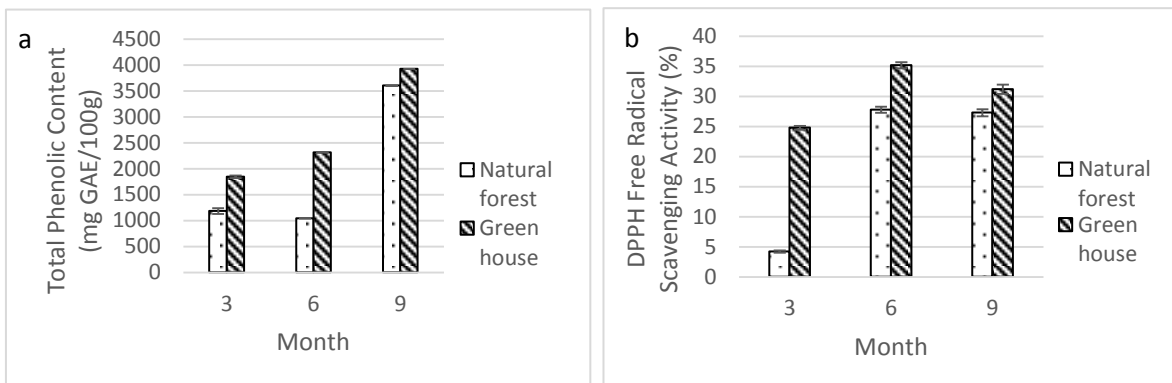 a
Total Phenolic Content
(mg GAE/100g)
4500
4000
3500
3000
2500
2000
1500
1000
500
0
3 6 9
Month
Natural
forest
Green
house
b
DPPH Free Radical
Scavenging Activity (%)
40
35
30
25
20
15
10
5
0
3 6 9
Month
Natural
forest
Green
house